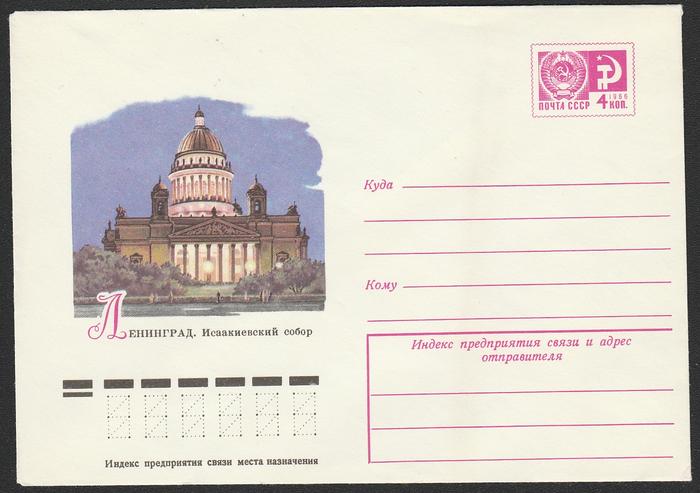 ПОЧТА СССР
1966
4 КОП.
Куда
Кому
Индекс предприятия связи и адрес
отправителя
ЛЕНИНГРАД. Исаакиевский собор
Индекс предприятия связи места назначения